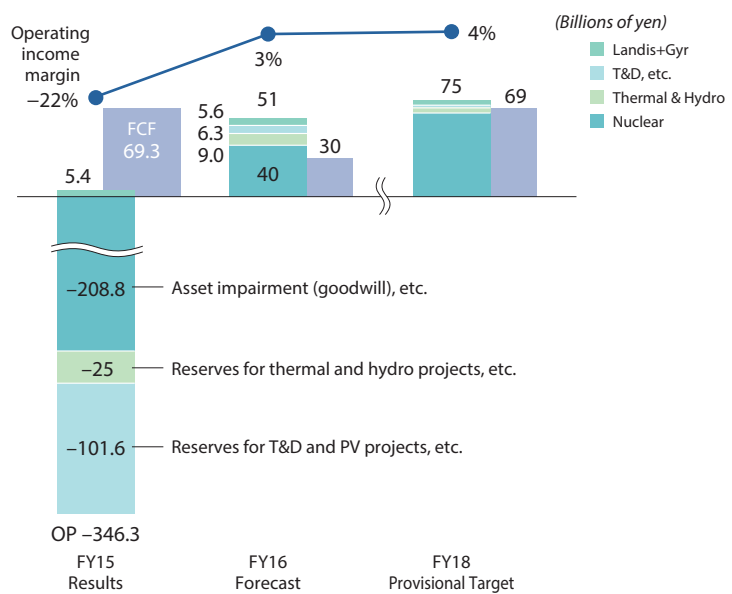 (Billions of yen)
Landis+Gyr
T&D, etc.
Thermal & Hydro
Nuclear
Operating
income
margin
−22%
3%
4%
FCF
69.3
5.4
−208.8
Asset impairment (goodwill), etc.
−25
Reserves for thermal and hydro projects, etc.
−101.6
Reserves for T&D and PV projects, etc.
OP −346.3
5.6
6.3
9.0
51
40
30
75
69
FY15
Results
FY16
Forecast
FY18
Provisional Target